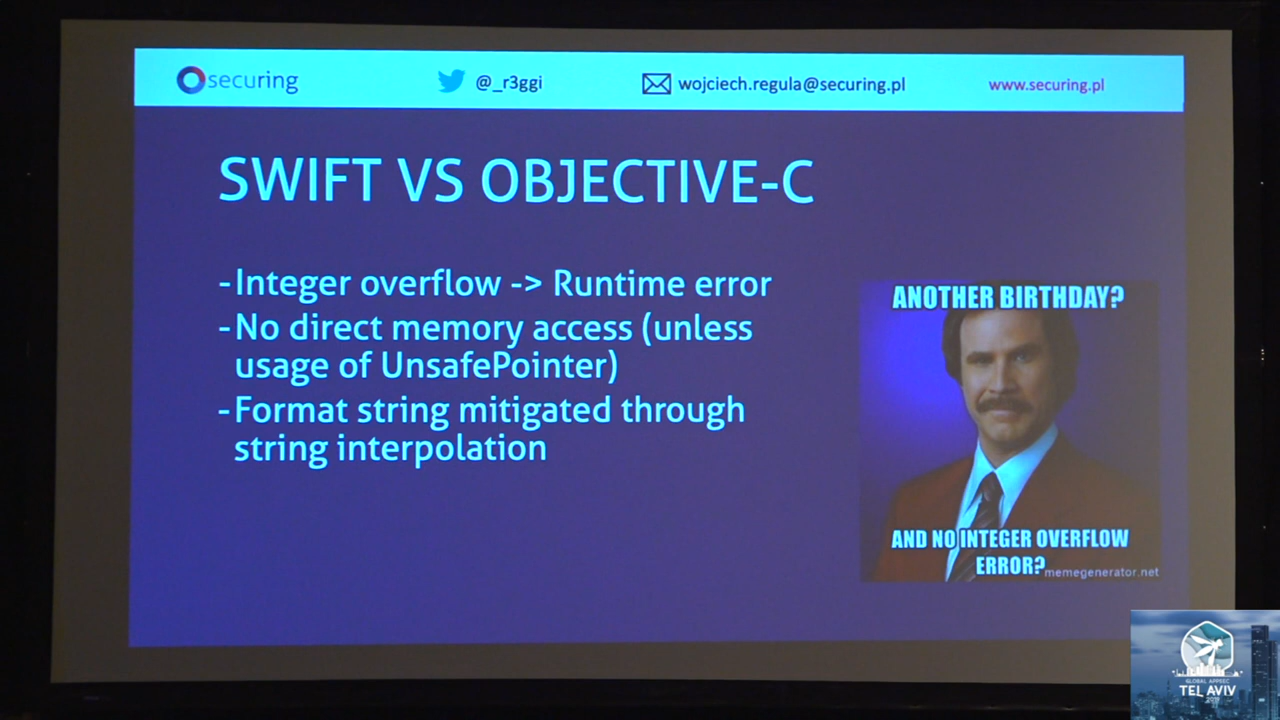 securing
@_r3ggi
wojciech.regula@securing.pl
www.securing.pl
SWIFT VS OBJECTIVE-C
-Integer overflow -> Runtime error
-No direct memory access (unless
usage of UnsafePointer)
-Format string mitigated through
string interpolation
ANOTHER BIRTHDAY?
AND NO INTEGER OVERFLOW
ERROR?
memegenerator.net
GLOBAL APPSEC
TEL AVIV